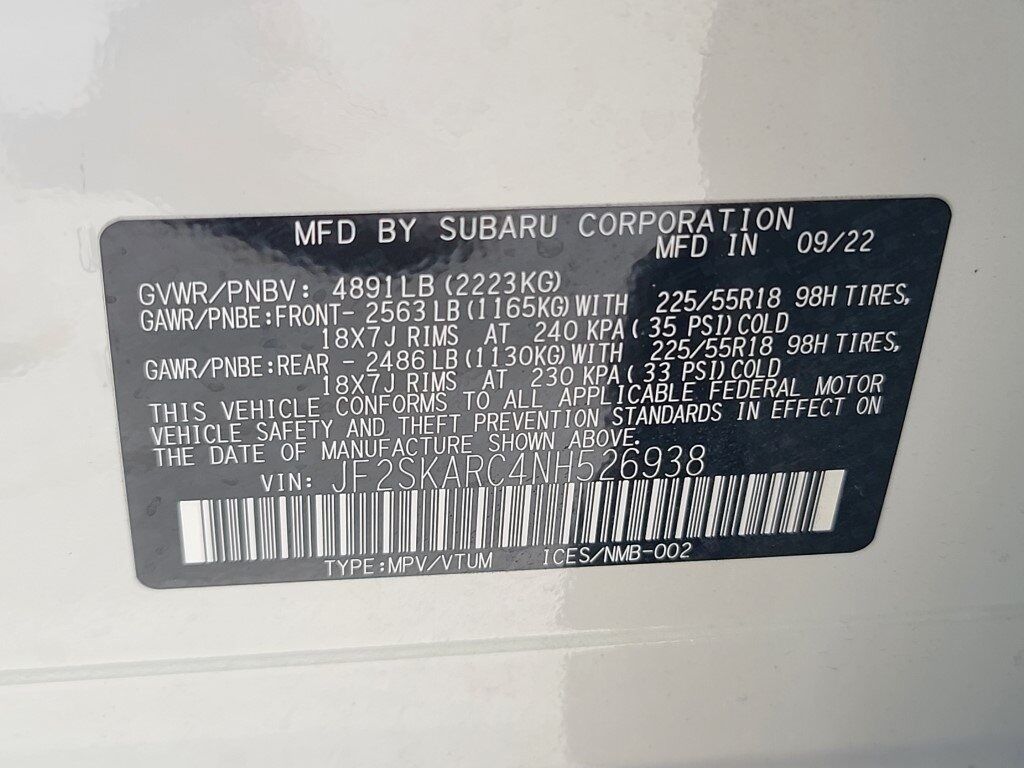 MFD BY SUBARU CORPORATION
MFD IN 09/22
GVWR/PNBV: 4891LB (2223KG)
GAWR/PNBE:FRONT- 2563LB (1165KG)WITH 225/55R18 98H TIRES,
18X7J RIMS AT 240 KPA( 35 PSI)COLD
GAWR/PNBE:REAR - 2486LB (1130KG)WITH 225/55R18 98H TIRES,
18X7J RIMS AT 230 KPA( 33 PSI)COLD
THIS VEHICLE CONFORMS TO ALL APPLICABLE FEDERAL MOTOR
VEHICLE SAFETY AND THEFT PREVENTION STANDARDS IN EFFECT ON
THE DATE OF MANUFACTURE SHOWN ABOVE.
VIN: JF2SKARC4NH526938
TYPE:MPV/VTUM ICES/NMB-002